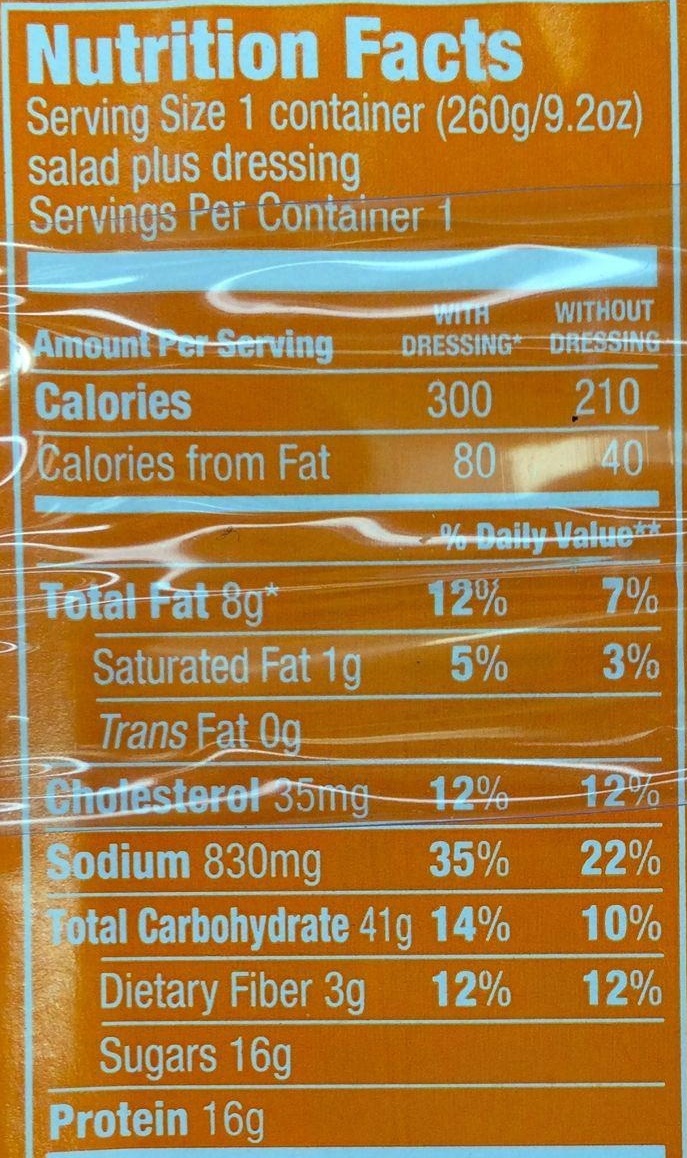 Nutrition Facts
Serving Size 1 container (260g/9.2oz)
salad plus dressing
Servings Per Container 1
WITH WITHOUT
Amount Per Serving DRESSING* DRESSING
Calories 300 210
Calories from Fat 80 40
% Daily Value**
Total Fat 8g* 12% 7%
Saturated Fat 1g 5% 3%
Trans Fat 0g
Cholesterol 35mg 12% 12%
Sodium 830mg 35% 22%
Total Carbohydrate 41g 14% 10%
Dietary Fiber 3g 12% 12%
Sugars 16g
Protein 16g